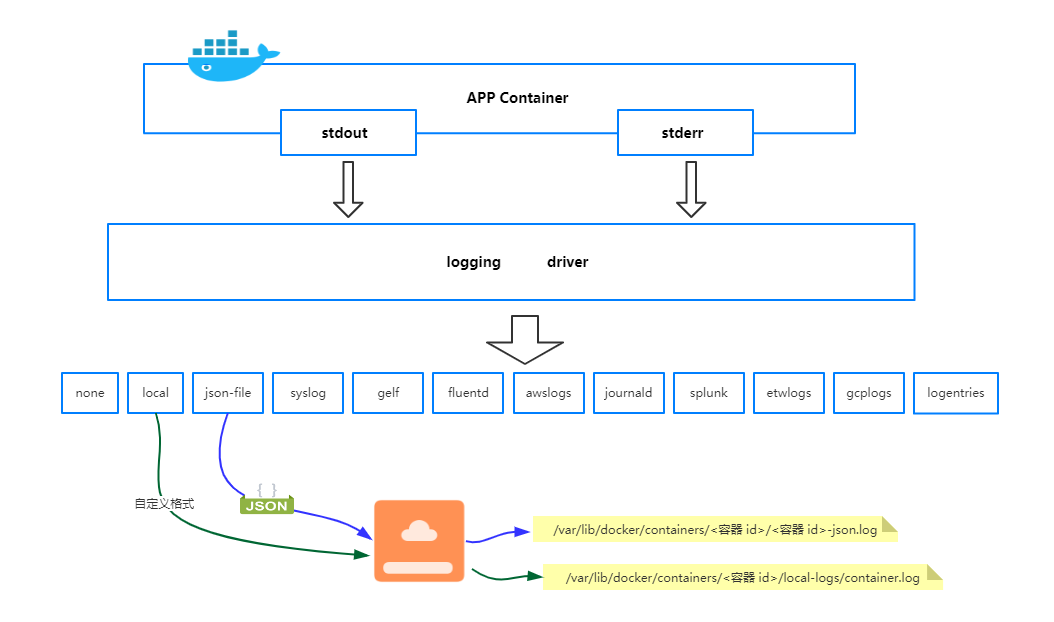 APP Container
stdout
stderr
logging driver
none
local
json-file
syslog
gelf
fluentd
awslogs
journald
splunk
etwlogs
gcplogs
logentries
{ }
JSON
自定义格式
/var/lib/docker/containers/<容器 id>/<容器 id>-json.log
/var/lib/docker/containers/<容器 id>/local-logs/container.log